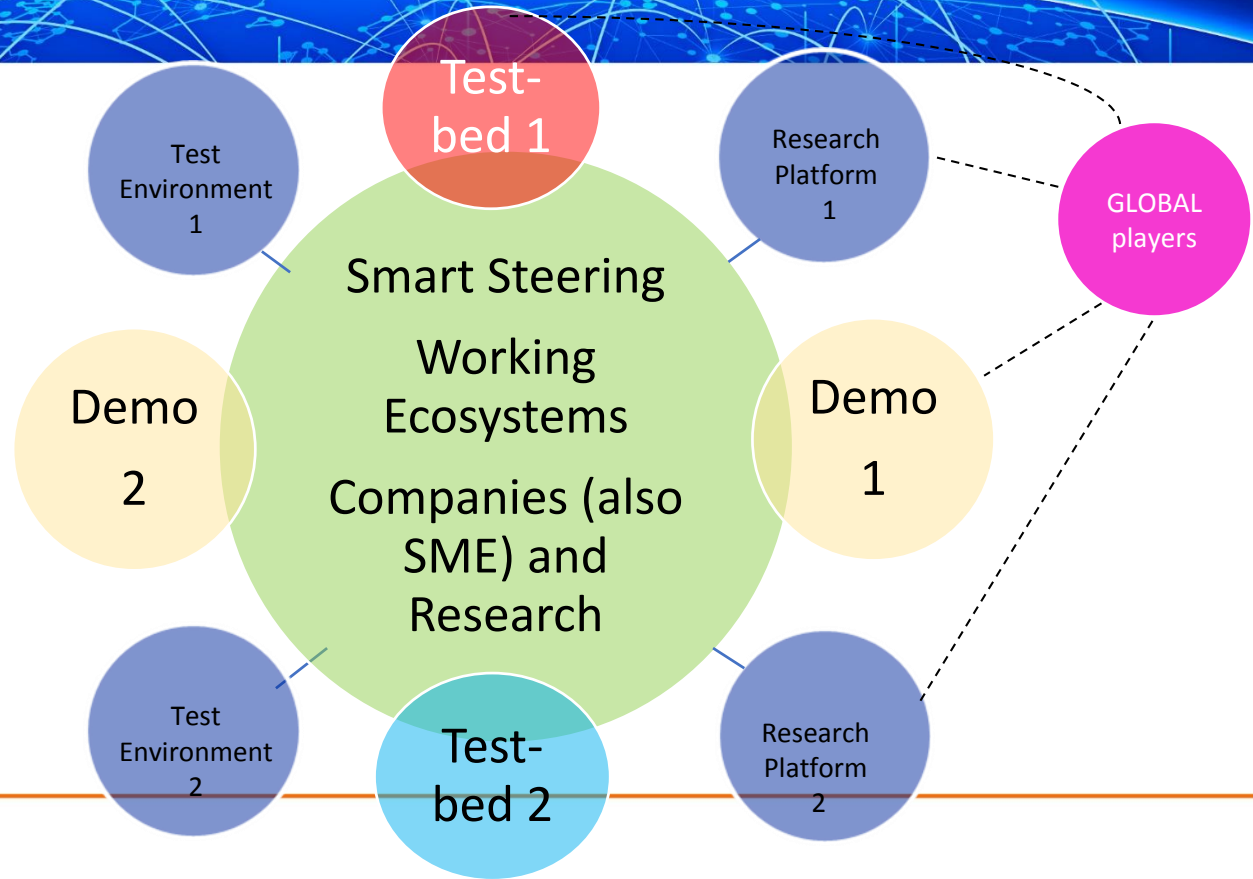 Test-
bed 1
Test
Environment
1
Research
Platform
1
GLOBAL
players
Smart Steering
Working
Ecosystems
Companies (also
SME) and
Research
Demo
2
Demo
1
Test
Environment
2
Test-
bed 2
Research
Platform
2